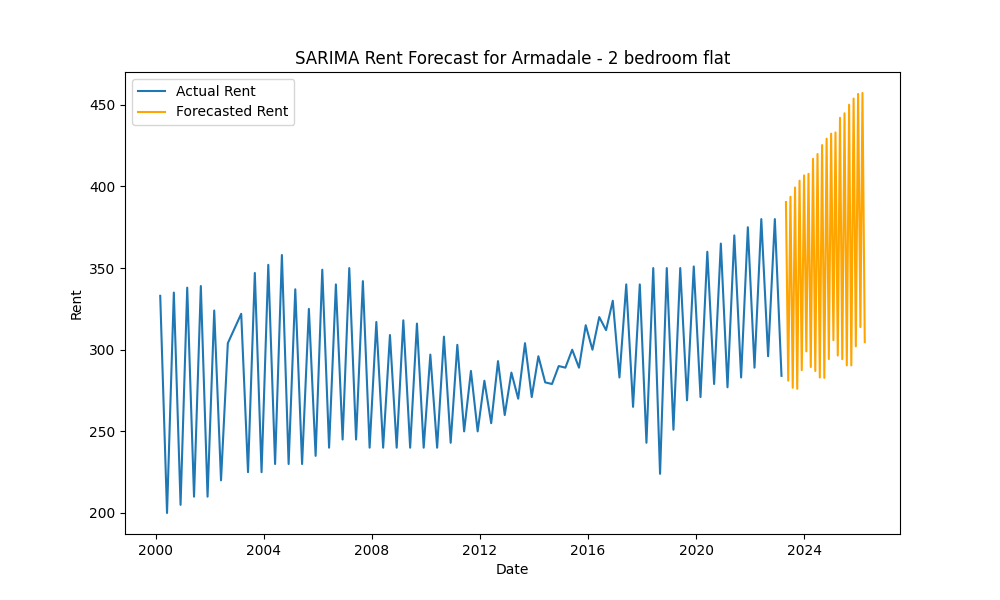 SARIMA Rent Forecast for Armadale - 2 bedroom flat
Actual Rent
Forecasted Rent
450
400
350
300
250
200
Rent
2000 2004 2008 2012 2016 2020 2024
Date